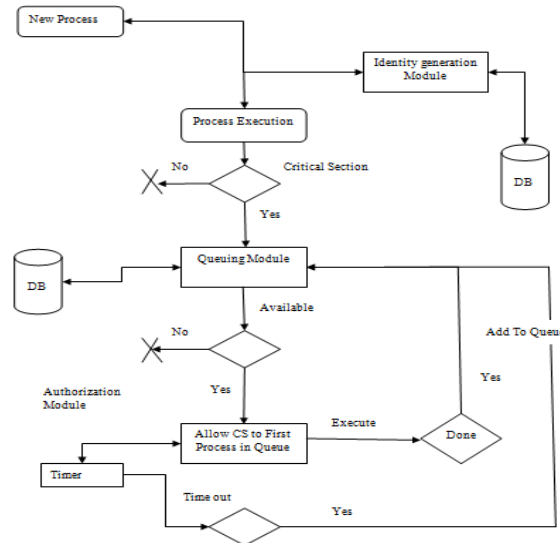 New Process
Identity generation
Module
Process Execution
No
Critical Section
DB
Yes
Queuing Module
DB
Available
No
Add To Queue
Yes
Yes
Authorization
Module
Allow CS to First
Process in Queue
Execute
Done
Timer
Time out
Yes